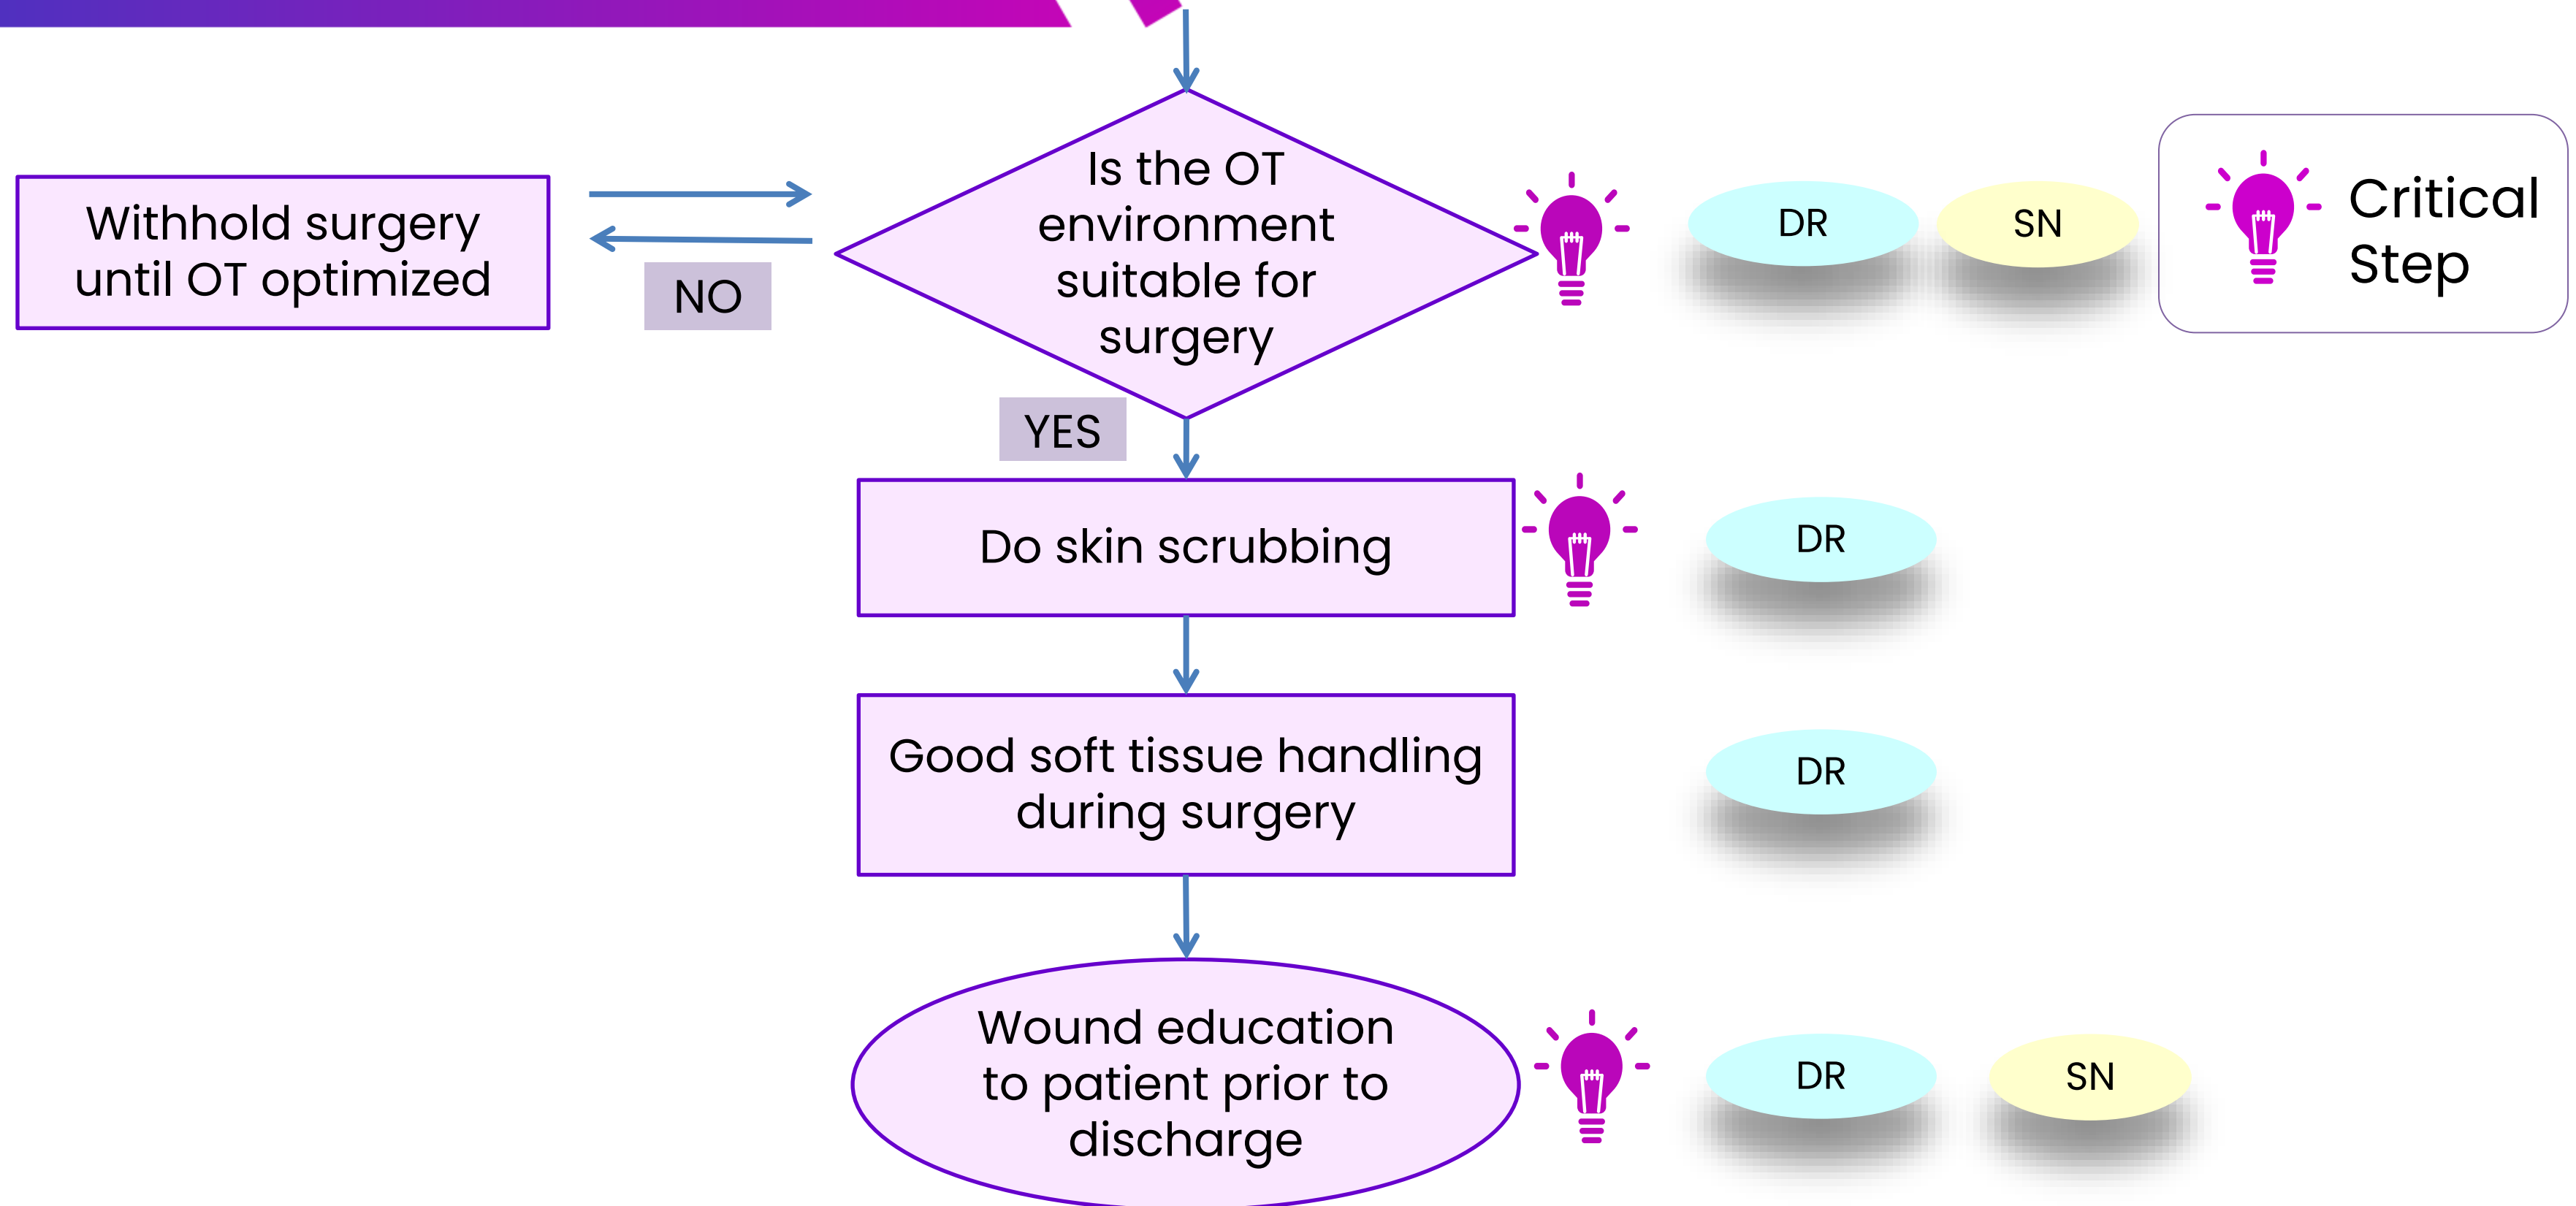 Is the OT
environment
suitable for
surgery
Withhold surgery
until OT optimized
NO
DR
SN
Critical
Step
YES
Do skin scrubbing
DR
Good soft tissue handling
during surgery
DR
Wound education
to patient prior to
discharge
DR
SN